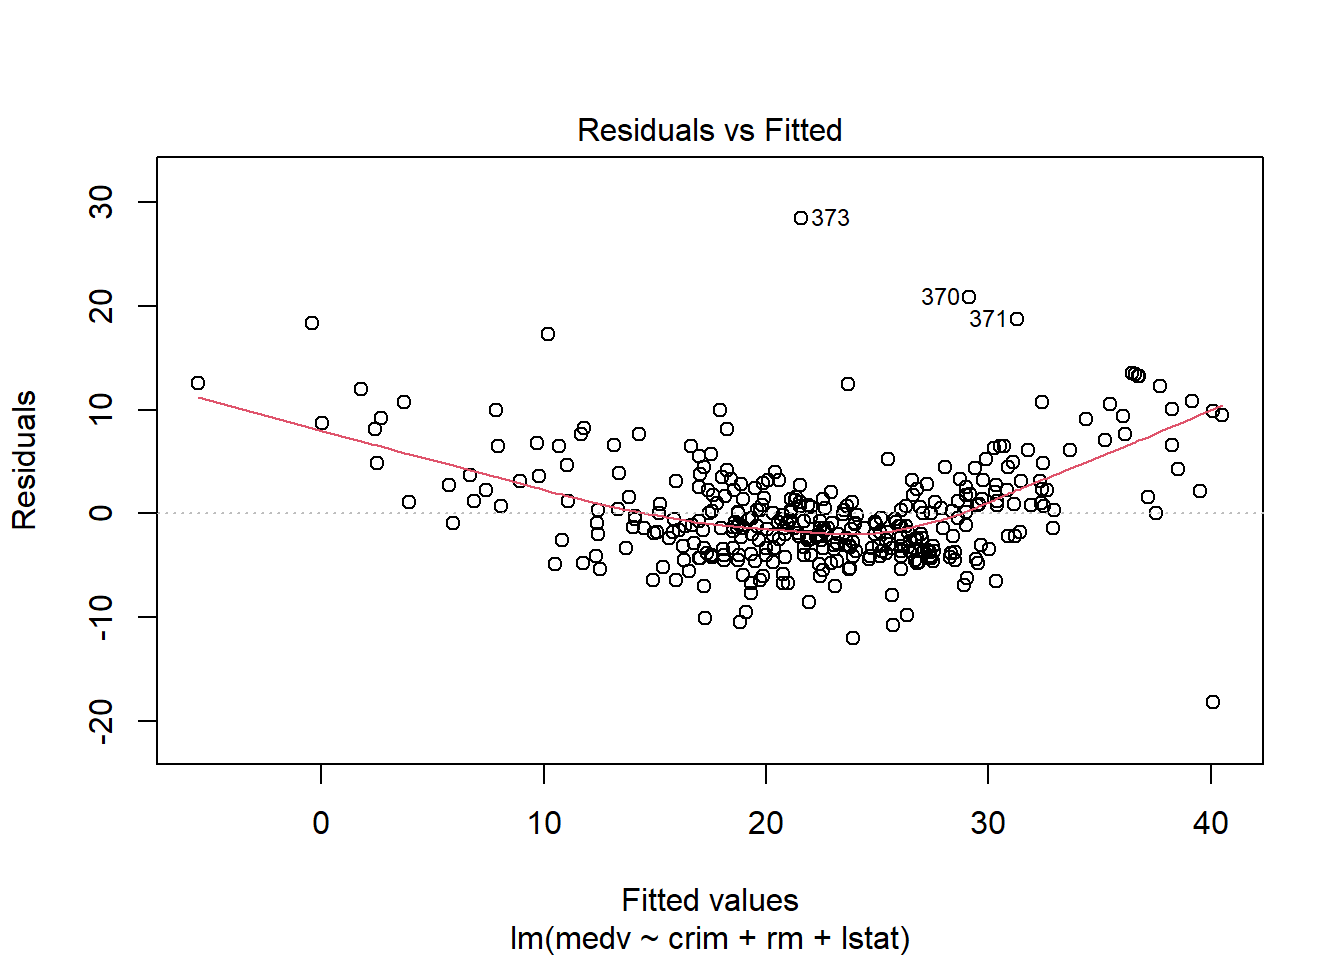 Residuals vs Fitted
Residuals
30
20
10
0
-10
-20
373
370
371
0 10 20 30 40
Fitted values
lm(medv ~ crim + rm + lstat)